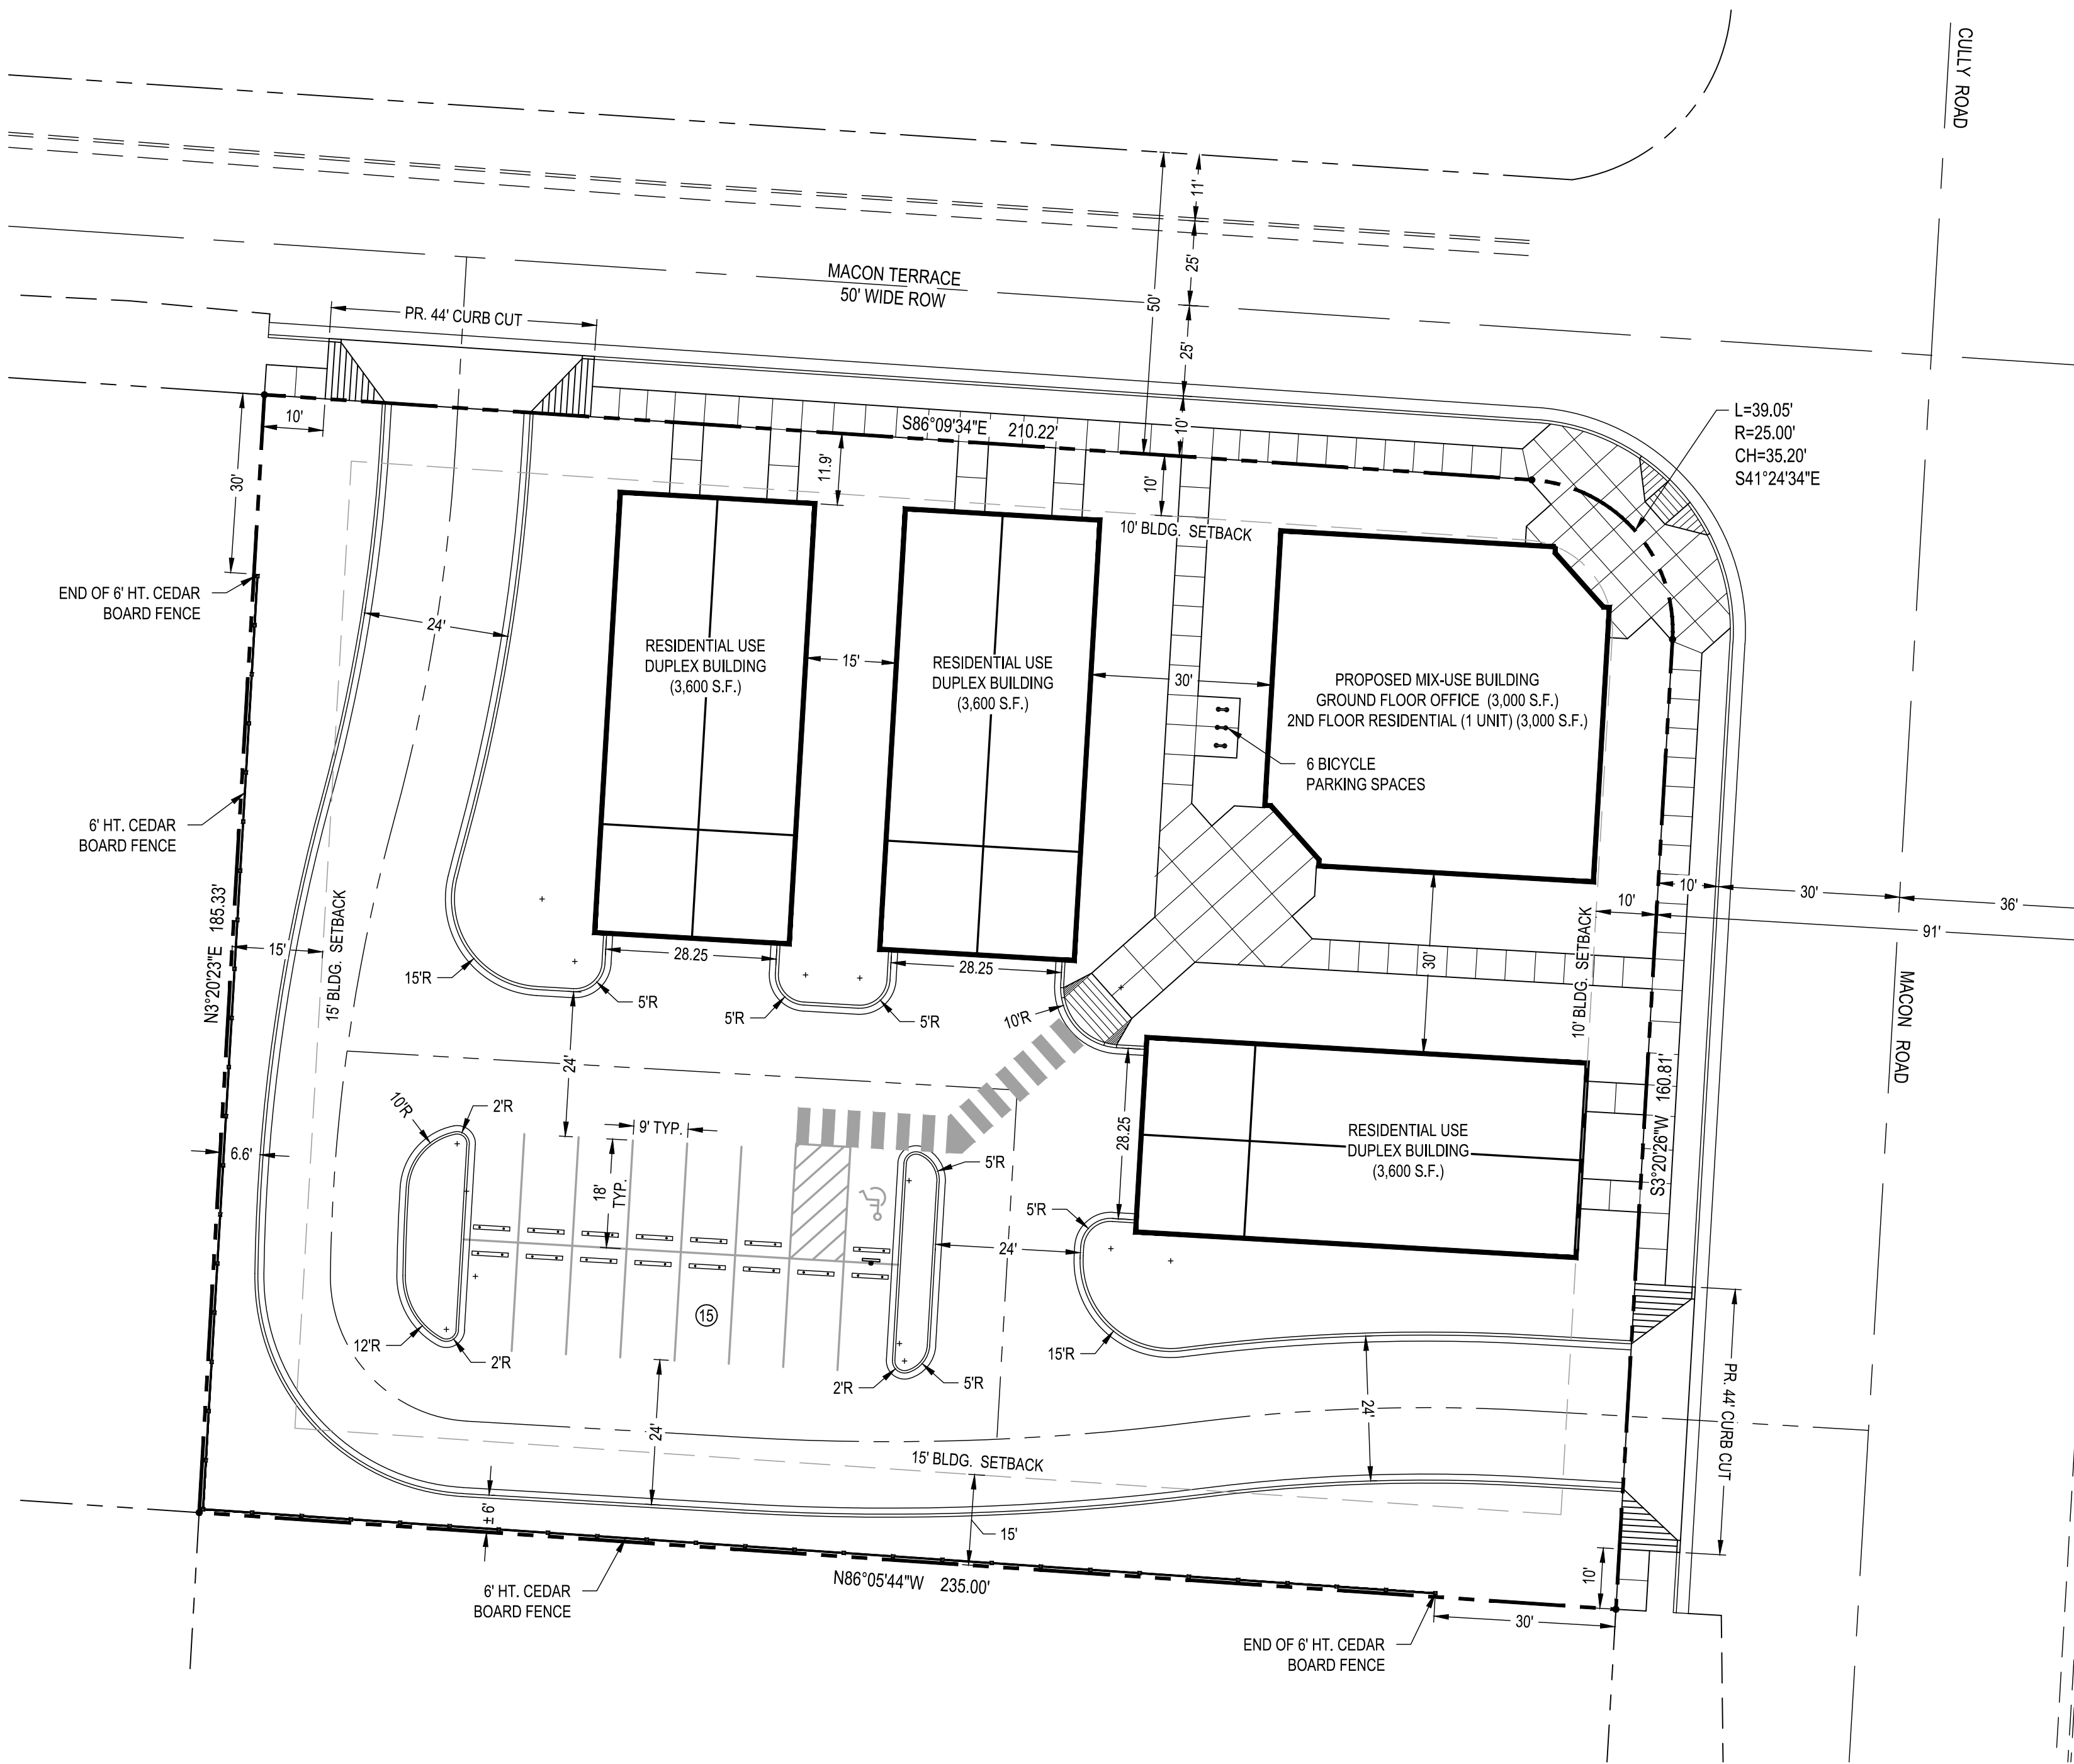 CULLY ROAD
11'
25'
MACON TERRACE
50' WIDE ROW
50'
PR. 44' CURB CUT
25'
10'
S86°09'34"E 210.22'
10'
L=39.05'
R=25.00'
CH=35.20'
S41°24'34"E
11.9'
30'
10'
10' BLDG. SETBACK
END OF 6' HT. CEDAR
BOARD FENCE
24'
RESIDENTIAL USE
DUPLEX BUILDING
(3,600 S.F.)
15'
RESIDENTIAL USE
DUPLEX BUILDING
(3,600 S.F.)
30'
PROPOSED MIX-USE BUILDING
GROUND FLOOR OFFICE (3,000 S.F.)
2ND FLOOR RESIDENTIAL (1 UNIT) (3,000 S.F.)
6 BICYCLE
PARKING SPACES
6' HT. CEDAR
BOARD FENCE
N3°20'23"E 185.33'
15'
15' BLDG. SETBACK
10'
30'
36'
10'
91'
28.25
28.25
30'
10' BLDG. SETBACK
MACON ROAD
15'R
5'R
5'R
5'R
10'R
24'
10'R
2'R
9' TYP.
28.25
RESIDENTIAL USE
DUPLEX BUILDING
(3,600 S.F.)
S3°20'26"W 160.81'
6.6'
18'
TYP.
5'R
5'R
24'
15
12'R
2'R
2'R
5'R
15'R
24'
24'
PR. 44' CURB CUT
15' BLDG. SETBACK
±6'
15'
10'
6' HT. CEDAR
BOARD FENCE
N86°05'44"W 235.00'
30'
END OF 6' HT. CEDAR
BOARD FENCE